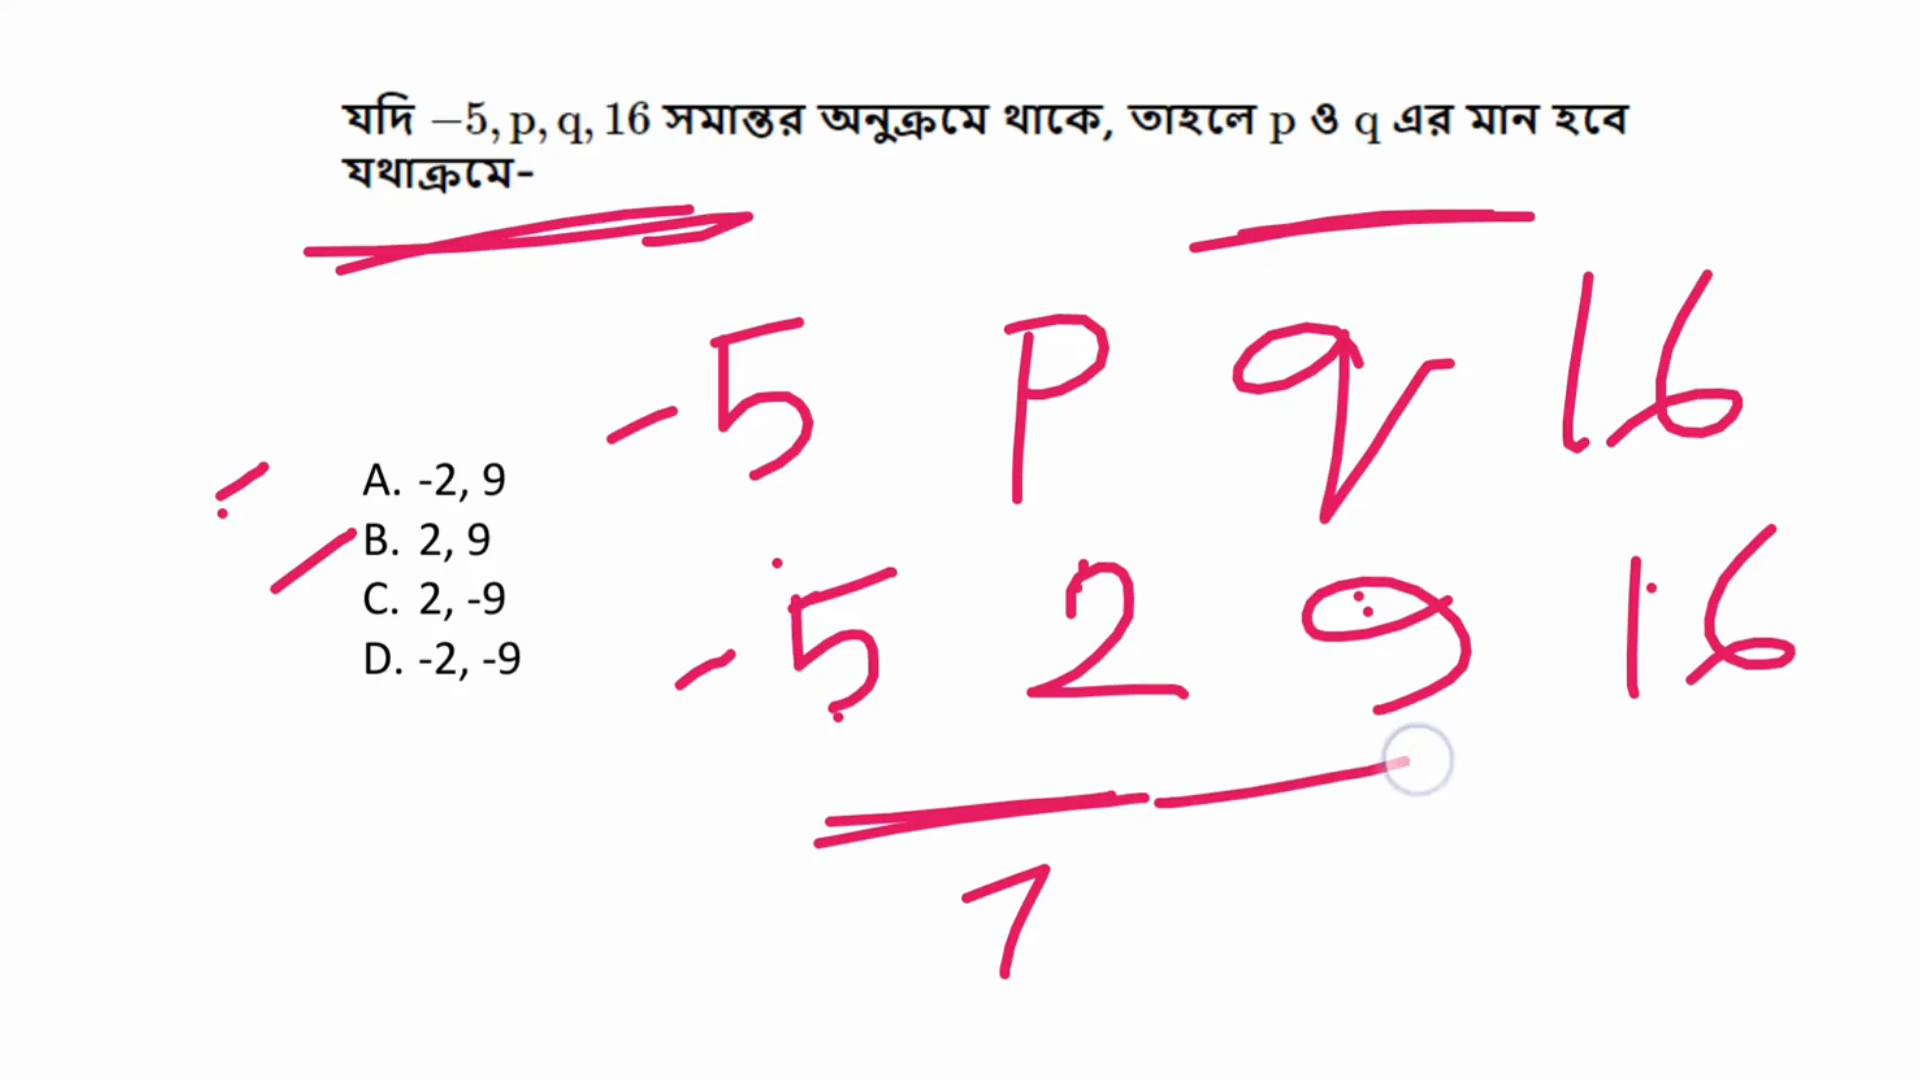 যদি −5, p, q, 16 সমান্তর অনুক্রমে থাকে, তাহলে p ও q এর মান হবে
যথাক্রমে-
-5 p q 16
A. -2, 9
B. 2, 9
C. 2, -9
D. -2, -9
-5 2 9 16
7